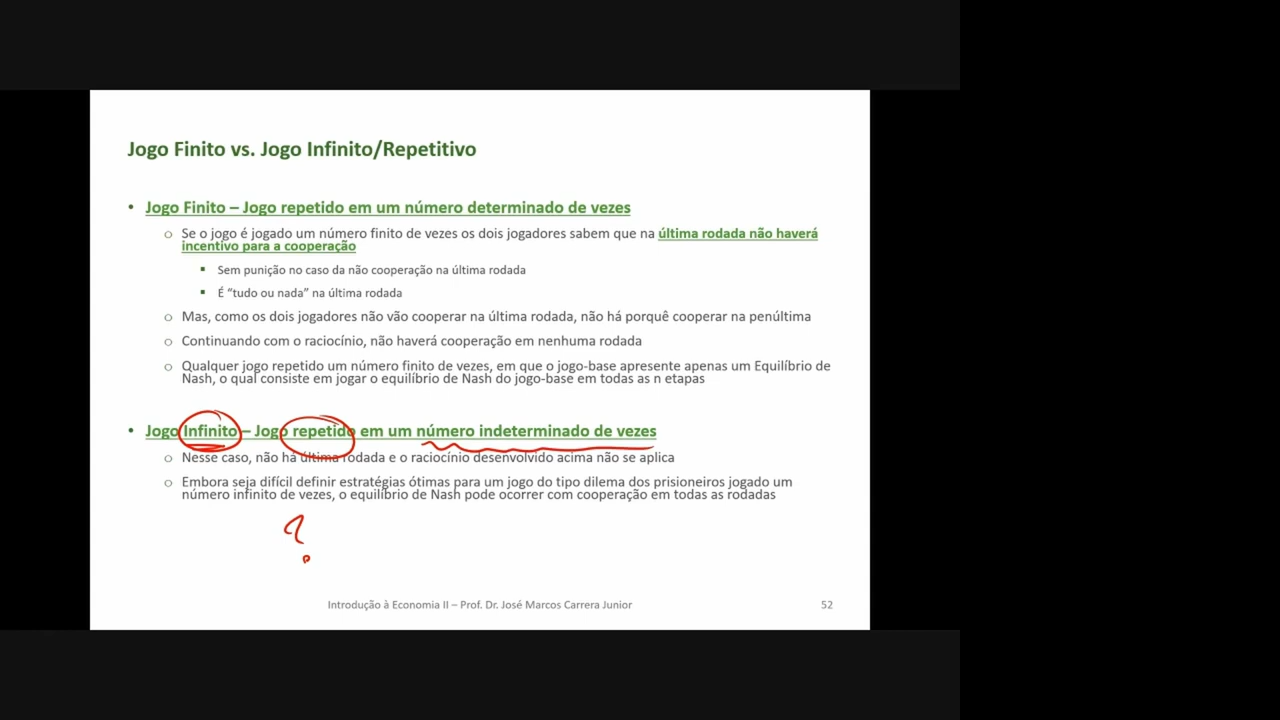 Jogo Finito vs. Jogo Infinito/Repetitivo
• Jogo Finito – Jogo repetido em um número determinado de vezes
o Se o jogo é jogado um número finito de vezes os dois jogadores sabem que na última rodada não haverá
incentivo para a cooperação
▪ Sem punição no caso da não cooperação na última rodada
▪ É “tudo ou nada” na última rodada
o Mas, como os dois jogadores não vão cooperar na última rodada, não há porquê cooperar na penúltima
o Continuando com o raciocínio, não haverá cooperação em nenhuma rodada
o Qualquer jogo repetido um número finito de vezes, em que o jogo-base apresente apenas um Equilíbrio de
Nash, o qual consiste em jogar o equilíbrio de Nash do jogo-base em todas as n etapas
• Jogo Infinito – Jogo repetido em um número indeterminado de vezes
o Nesse caso, não há última rodada e o raciocínio desenvolvido acima não se aplica
o Embora seja difícil definir estratégias ótimas para um jogo do tipo dilema dos prisioneiros jogado um
número infinito de vezes, o equilíbrio de Nash pode ocorrer com cooperação em todas as rodadas
?
Introdução à Economia II – Prof. Dr. José Marcos Carrera Junior
52